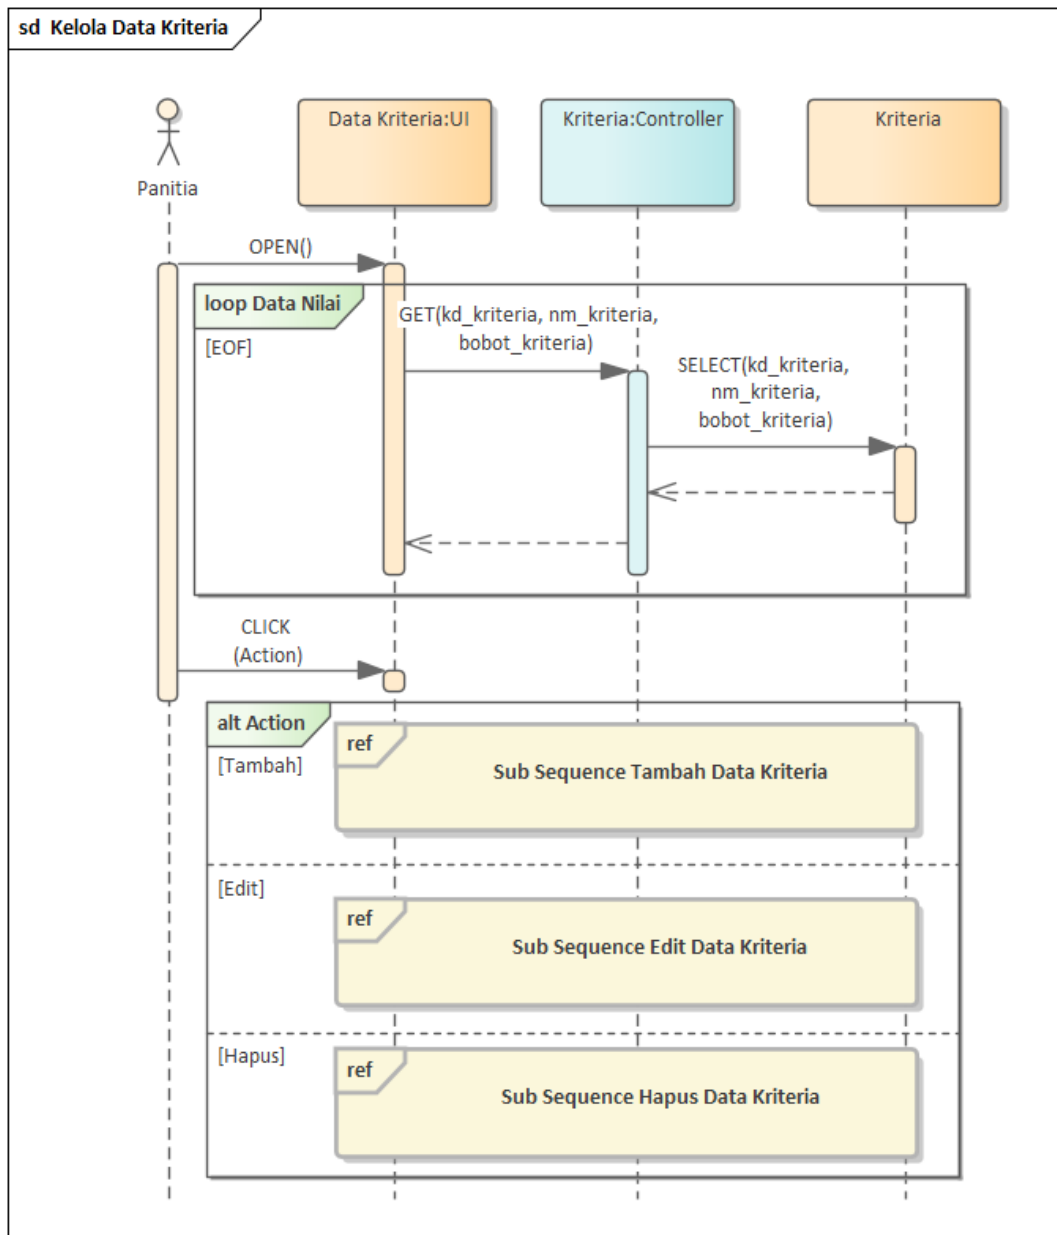 sd Kelola Data Kriteria
Panitia
Data Kriteria:UI
Kriteria:Controller
Kriteria
OPEN()
loop Data Nilai
[EOF]
GET(kd_kriteria, nm_kriteria,
bobot_kriteria)
SELECT(kd_kriteria,
nm_kriteria,
bobot_kriteria)
CLICK
(Action)
alt Action
[Tambah]
ref
Sub Sequence Tambah Data Kriteria
[Edit]
ref
Sub Sequence Edit Data Kriteria
[Hapus]
ref
Sub Sequence Hapus Data Kriteria